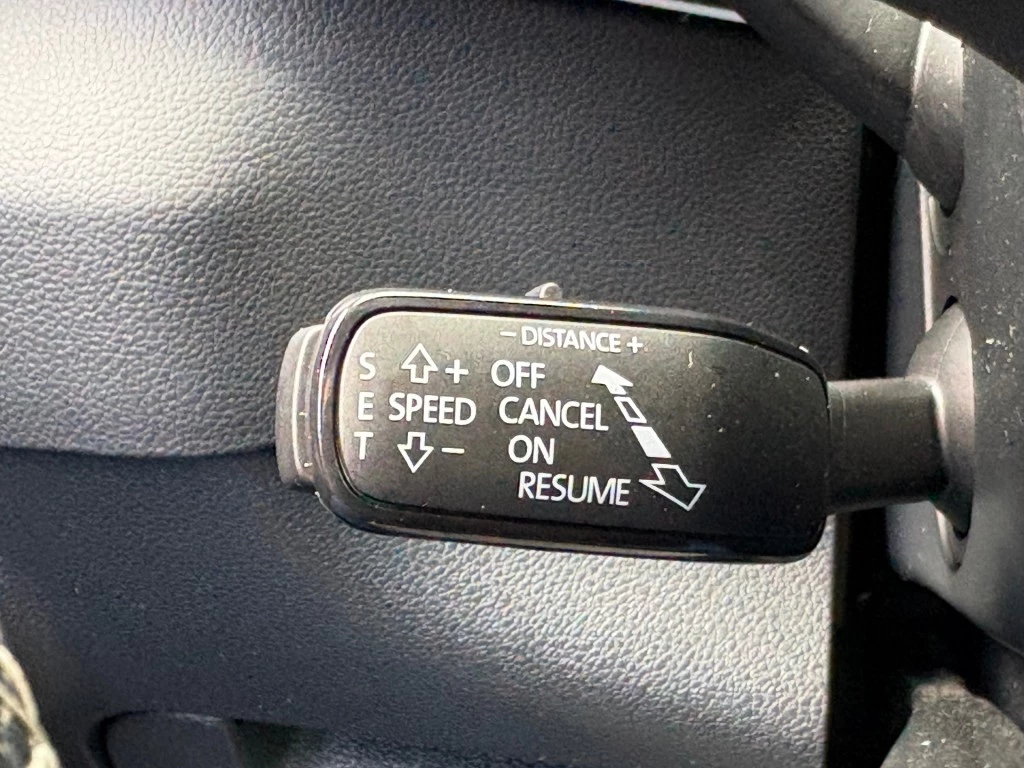 – DISTANCE +
S + OFF
E SPEED CANCEL
T – ON
RESUME